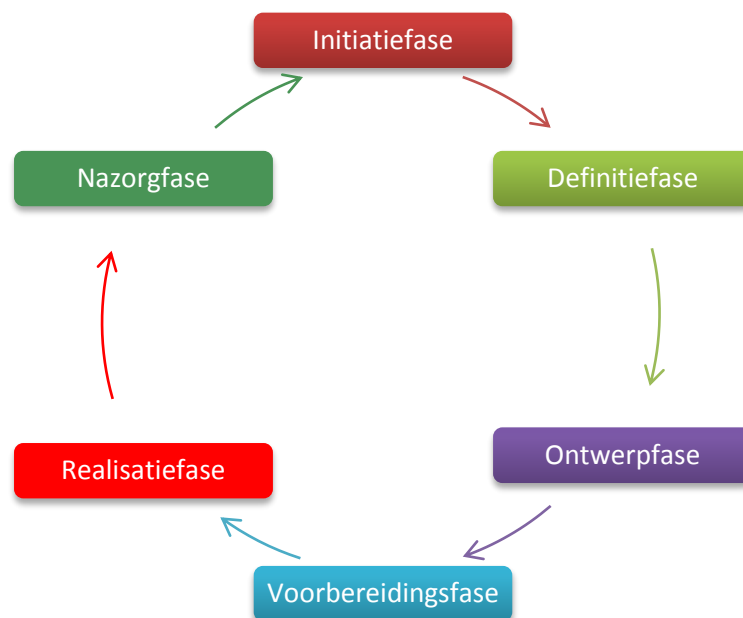 Initiatiefase
Definitiefase
Ontwerpfase
Voorbereidingsfase
Realisatiefase
Nazorgfase